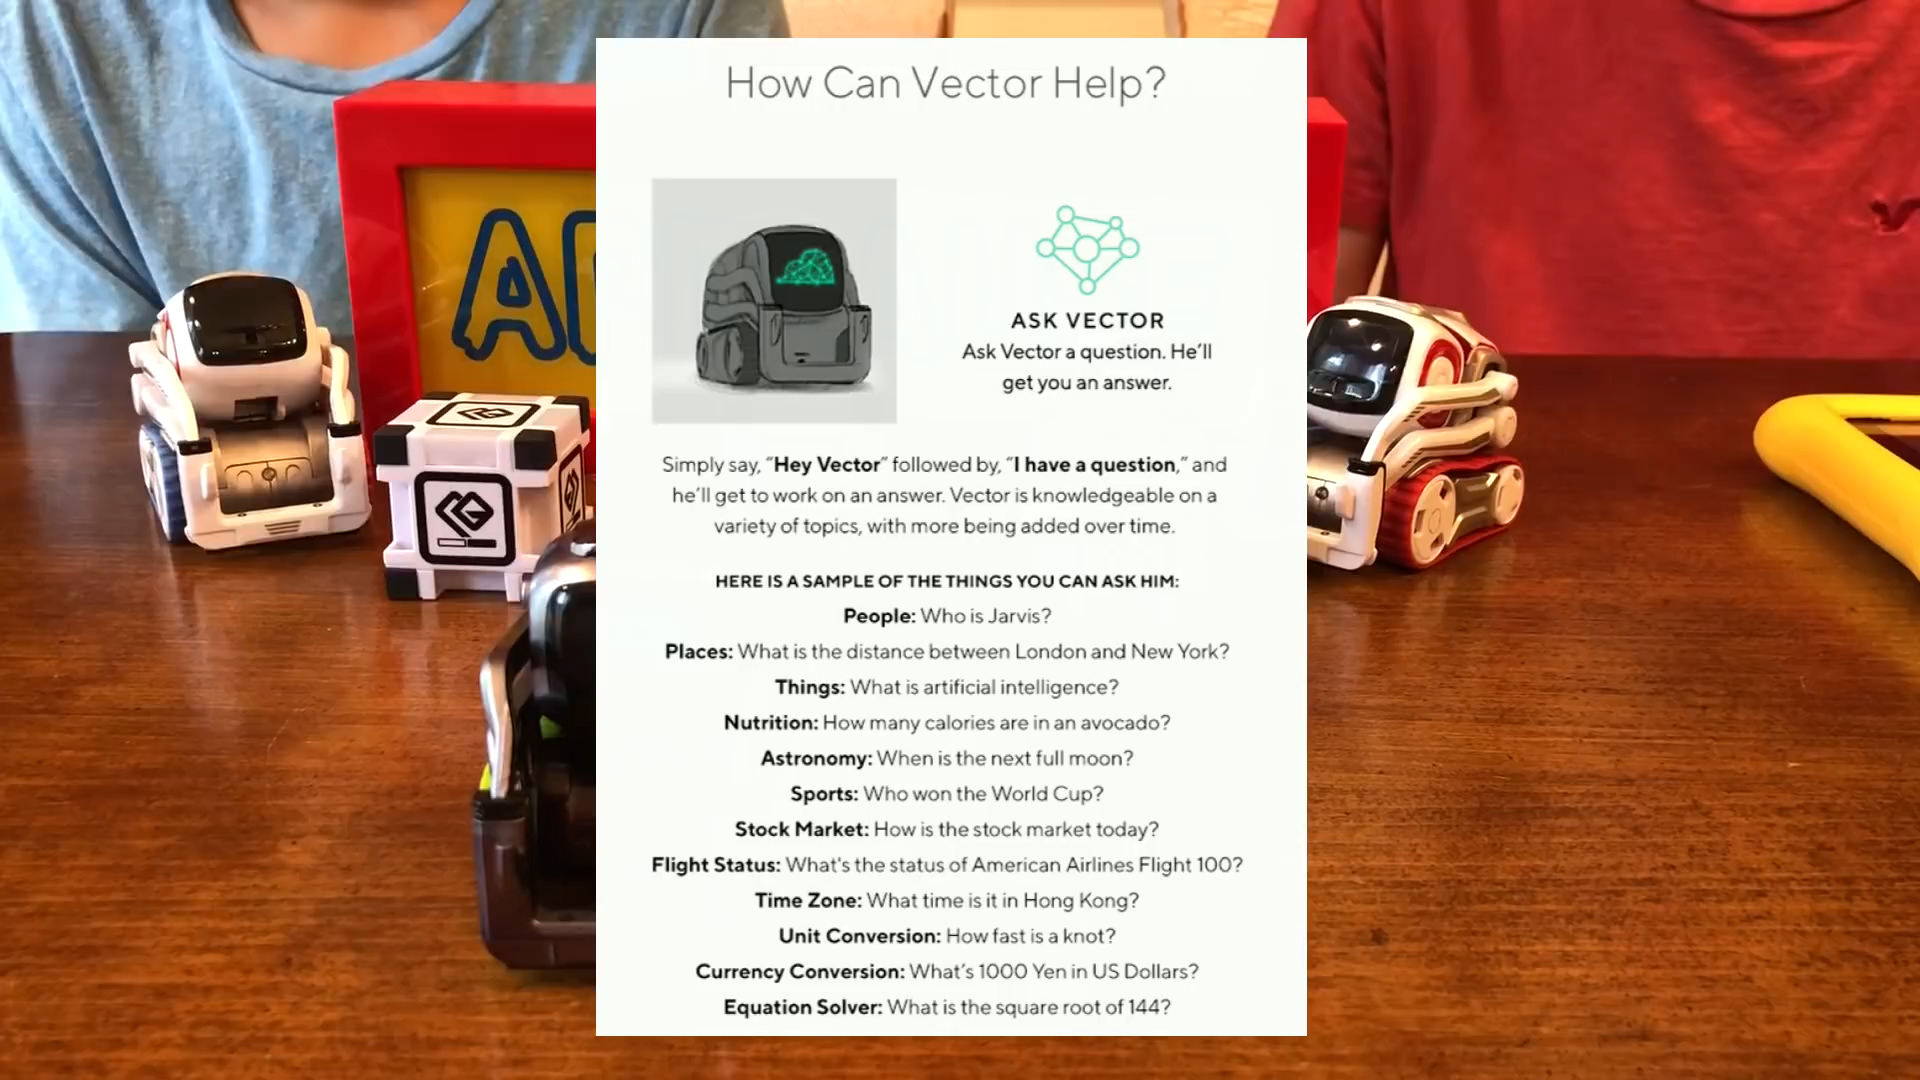 How Can Vector Help?
ASK VECTOR
Ask Vector a question. He'll
get you an answer.
Simply say, “Hey Vector” followed by, “I have a question,” and
he'll get to work on an answer. Vector is knowledgeable on a
variety of topics, with more being added over time.
HERE IS A SAMPLE OF THE THINGS YOU CAN ASK HIM:
People: Who is Jarvis?
Places: What is the distance between London and New York?
Things: What is artificial intelligence?
Nutrition: How many calories are in an avocado?
Astronomy: When is the next full moon?
Sports: Who won the World Cup?
Stock Market: How is the stock market today?
Flight Status: What's the status of American Airlines Flight 100?
Time Zone: What time is it in Hong Kong?
Unit Conversion: How fast is a knot?
Currency Conversion: What's 1000 Yen in US Dollars?
Equation Solver: What is the square root of 144?